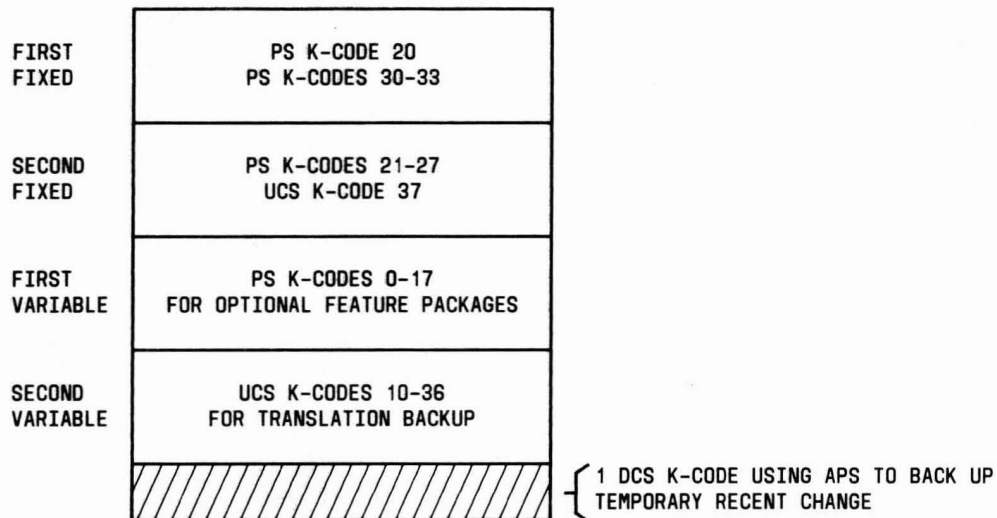 FIRST
FIXED
PS K-CODE 20
PS K-CODES 30-33
SECOND
FIXED
PS K-CODES 21-27
UCS K-CODE 37
FIRST
VARIABLE
PS K-CODES 0-17
FOR OPTIONAL FEATURE PACKAGES
SECOND
VARIABLE
UCS K-CODES 10-36
FOR TRANSLATION BACKUP
1 DCS K-CODE USING APS TO BACK UP
TEMPORARY RECENT CHANGE